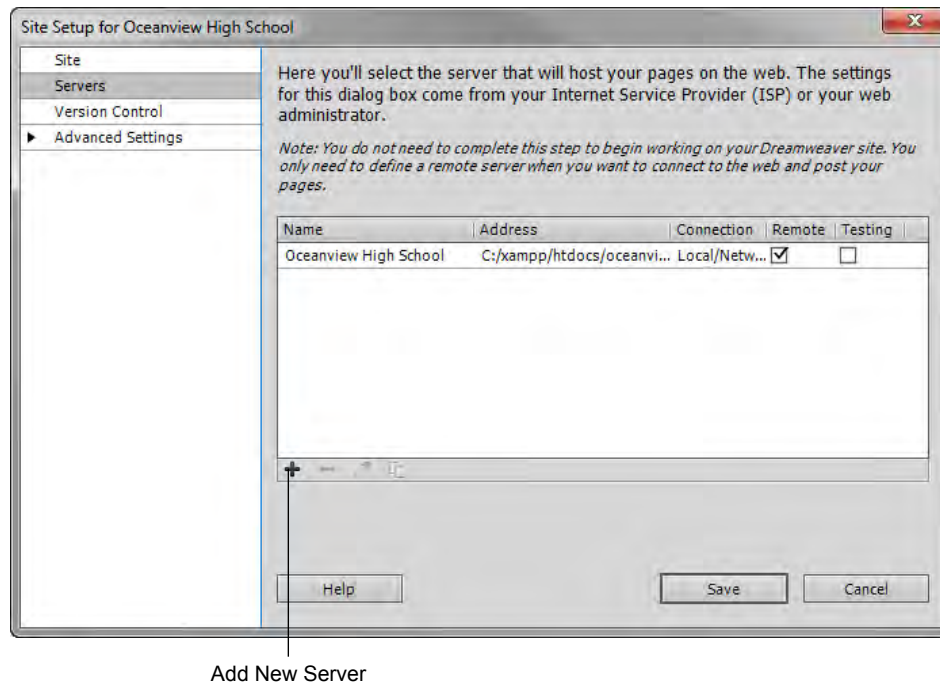 Site Setup for Oceanview High School
Site
Servers
Version Control
Advanced Settings
Here you'll select the server that will host your pages on the web. The settings
for this dialog box come from your Internet Service Provider (ISP) or your web
administrator.
Note: You do not need to complete this step to begin working on your Dreamweaver site. You
only need to define a remote server when you want to connect to the web and post your
pages.
Name Address Connection Remote Testing
Oceanview High School C:/xampp/htdocs/oceanvi... Local/Netw...
Help Save Cancel
Add New Server